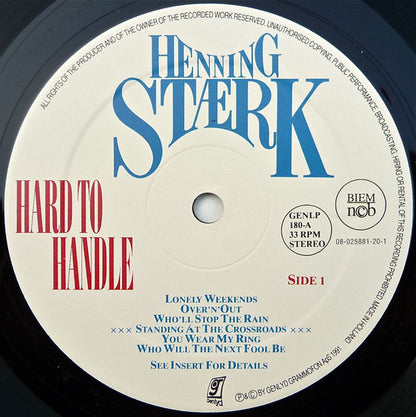 ALL RIGHTS OF THE PRODUCER AND OF THE OWNER OF THE RECORDED WORK RESERVED. UNAUTHORISED COPYING, PUBLIC PERFORMANCE, BROADCASTING, HIRING OR RENTAL OF THIS RECORDING PROHIBITED. MADE IN HOLLAND
HENNING
STÆRK
HARD TO
HANDLE
GENLP
180-A
33 RPM
STEREO
BIEM
ncb
08-025881-20-1
SIDE 1
LONELY WEEKENDS
OVER'N'OUT
WHO'LL STOP THE RAIN
××× STANDING AT THE CROSSROADS ×××
YOU WEAR MY RING
WHO WILL THE NEXT FOOL BE
SEE INSERT FOR DETAILS
g
Genlyd
℗ & © BY GENLYD GRAMMOFON ApS 1991